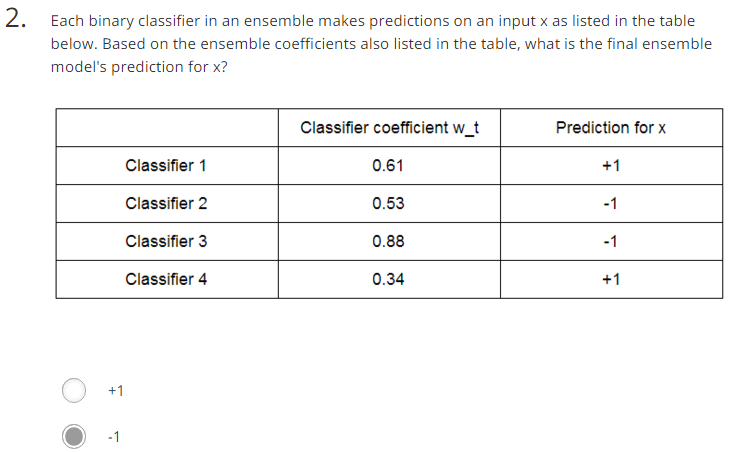 2. Each binary classifier in an ensemble makes predictions on an input x as listed in the table
below. Based on the ensemble coefficients also listed in the table, what is the final ensemble
model's prediction for x?
Classifier coefficient w_t Prediction for x
Classifier 1 0.61 +1
Classifier 2 0.53 -1
Classifier 3 0.88 -1
Classifier 4 0.34 +1
+1
-1